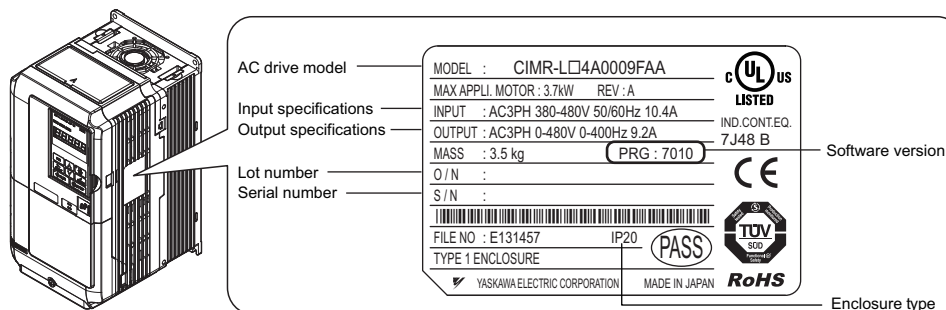 AC drive model
Input specifications
Output specifications
Lot number
Serial number
MODEL : CIMR-L□4A0009FAA
MAX APPLI. MOTOR : 3.7kW REV : A
INPUT : AC3PH 380-480V 50/60Hz 10.4A
OUTPUT : AC3PH 0-480V 0-400Hz 9.2A
MASS : 3.5 kg PRG : 7010
O / N :
S / N :
FILE NO : E131457 IP20
TYPE 1 ENCLOSURE
PASS
YASKAWA ELECTRIC CORPORATION MADE IN JAPAN
C UL US
LISTED
IND.CONT.EQ.
7J48 B
CE
TÜV
SÜD
Functional
Safety
RoHS
Software version
Enclosure type